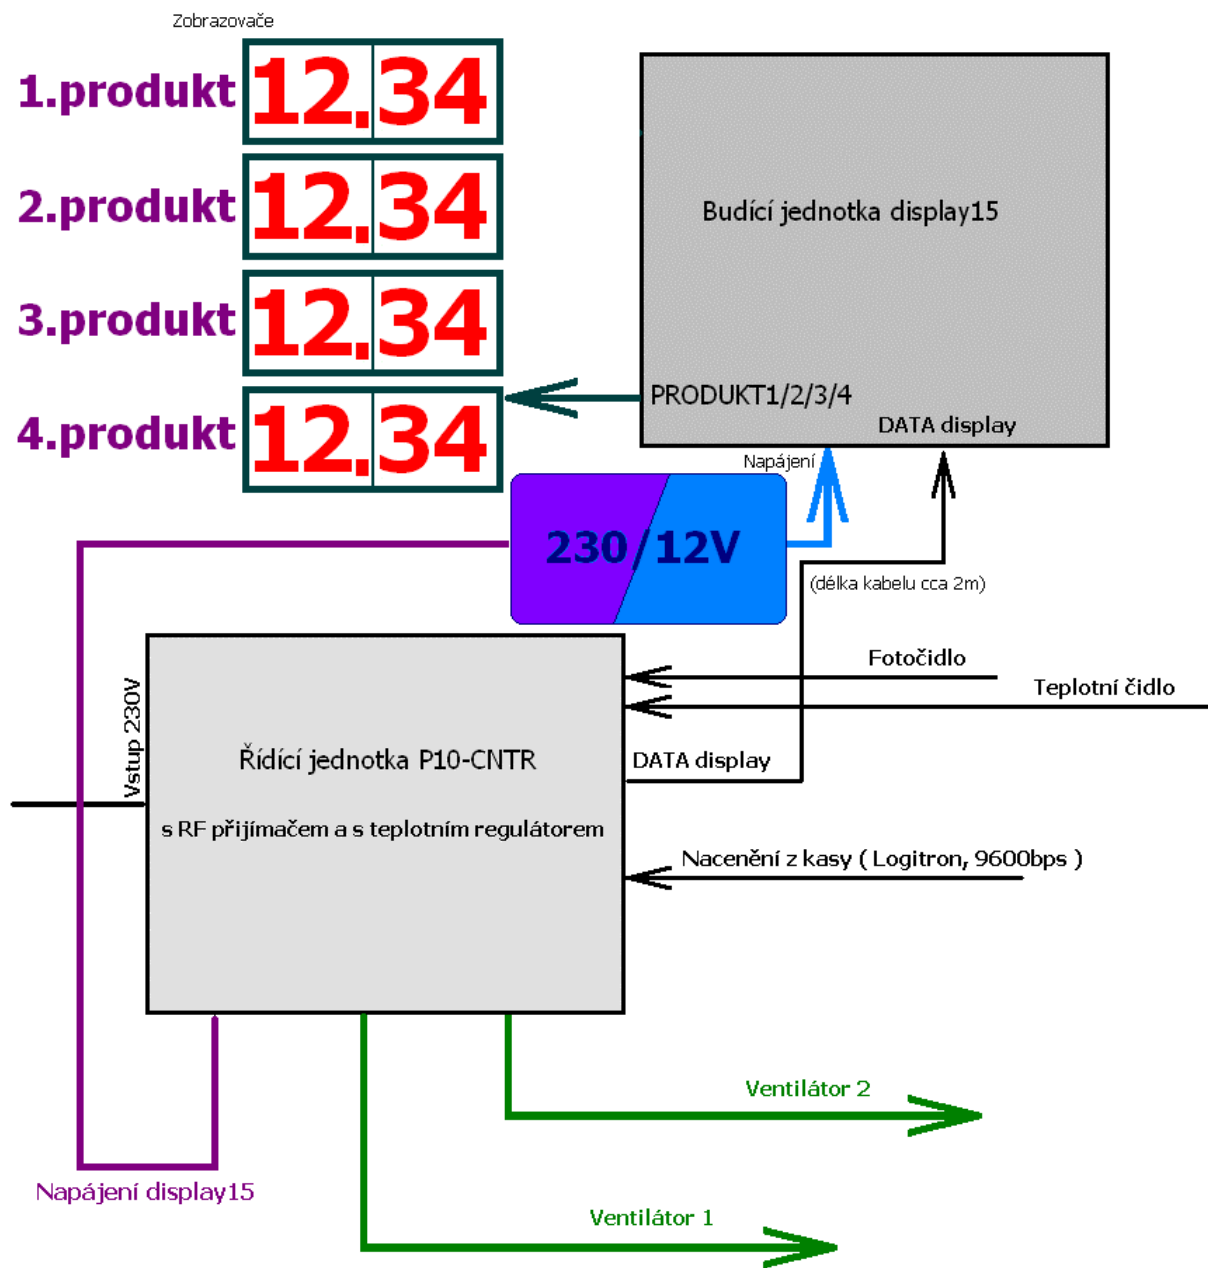 Zobrazovače
1.produkt 12.34
2.produkt 12.34
3.produkt 12.34
4.produkt 12.34
Budící jednotka display15
PRODUKT1/2/3/4
DATA display
Napájení
230/12V
(délka kabelu cca 2m)
Fotočidlo
Teplotní čidlo
Vstup 230V
Řídící jednotka P10-CNTR
s RF přijímačem a s teplotním regulátorem
DATA display
Nacenění z kasy ( Logitron, 9600bps )
Ventilátor 2
Napájení display15
Ventilátor 1